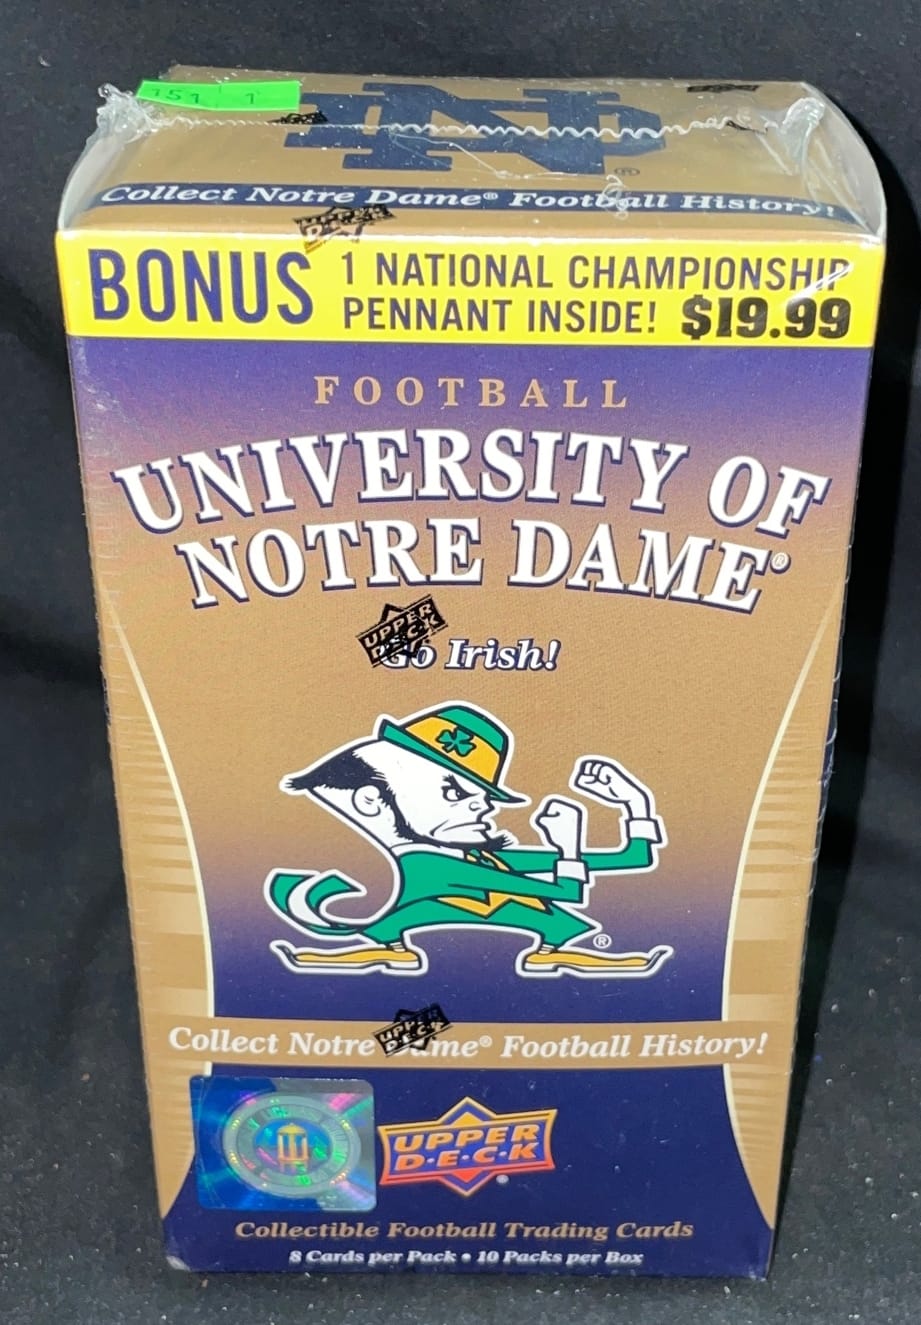 151 1
ND
®
Collect Notre Dame® Football History!
UPPER
DECK
BONUS
1 NATIONAL CHAMPIONSHIP
PENNANT INSIDE! $19.99
FOOTBALL
UNIVERSITY OF
NOTRE DAME®
UPPER
DECK
Go Irish!
®
UPPER
DECK
Collect Notre Dame® Football History!
UPPER
D·E·C·K
Collectible Football Trading Cards
8 Cards per Pack • 10 Packs per Box